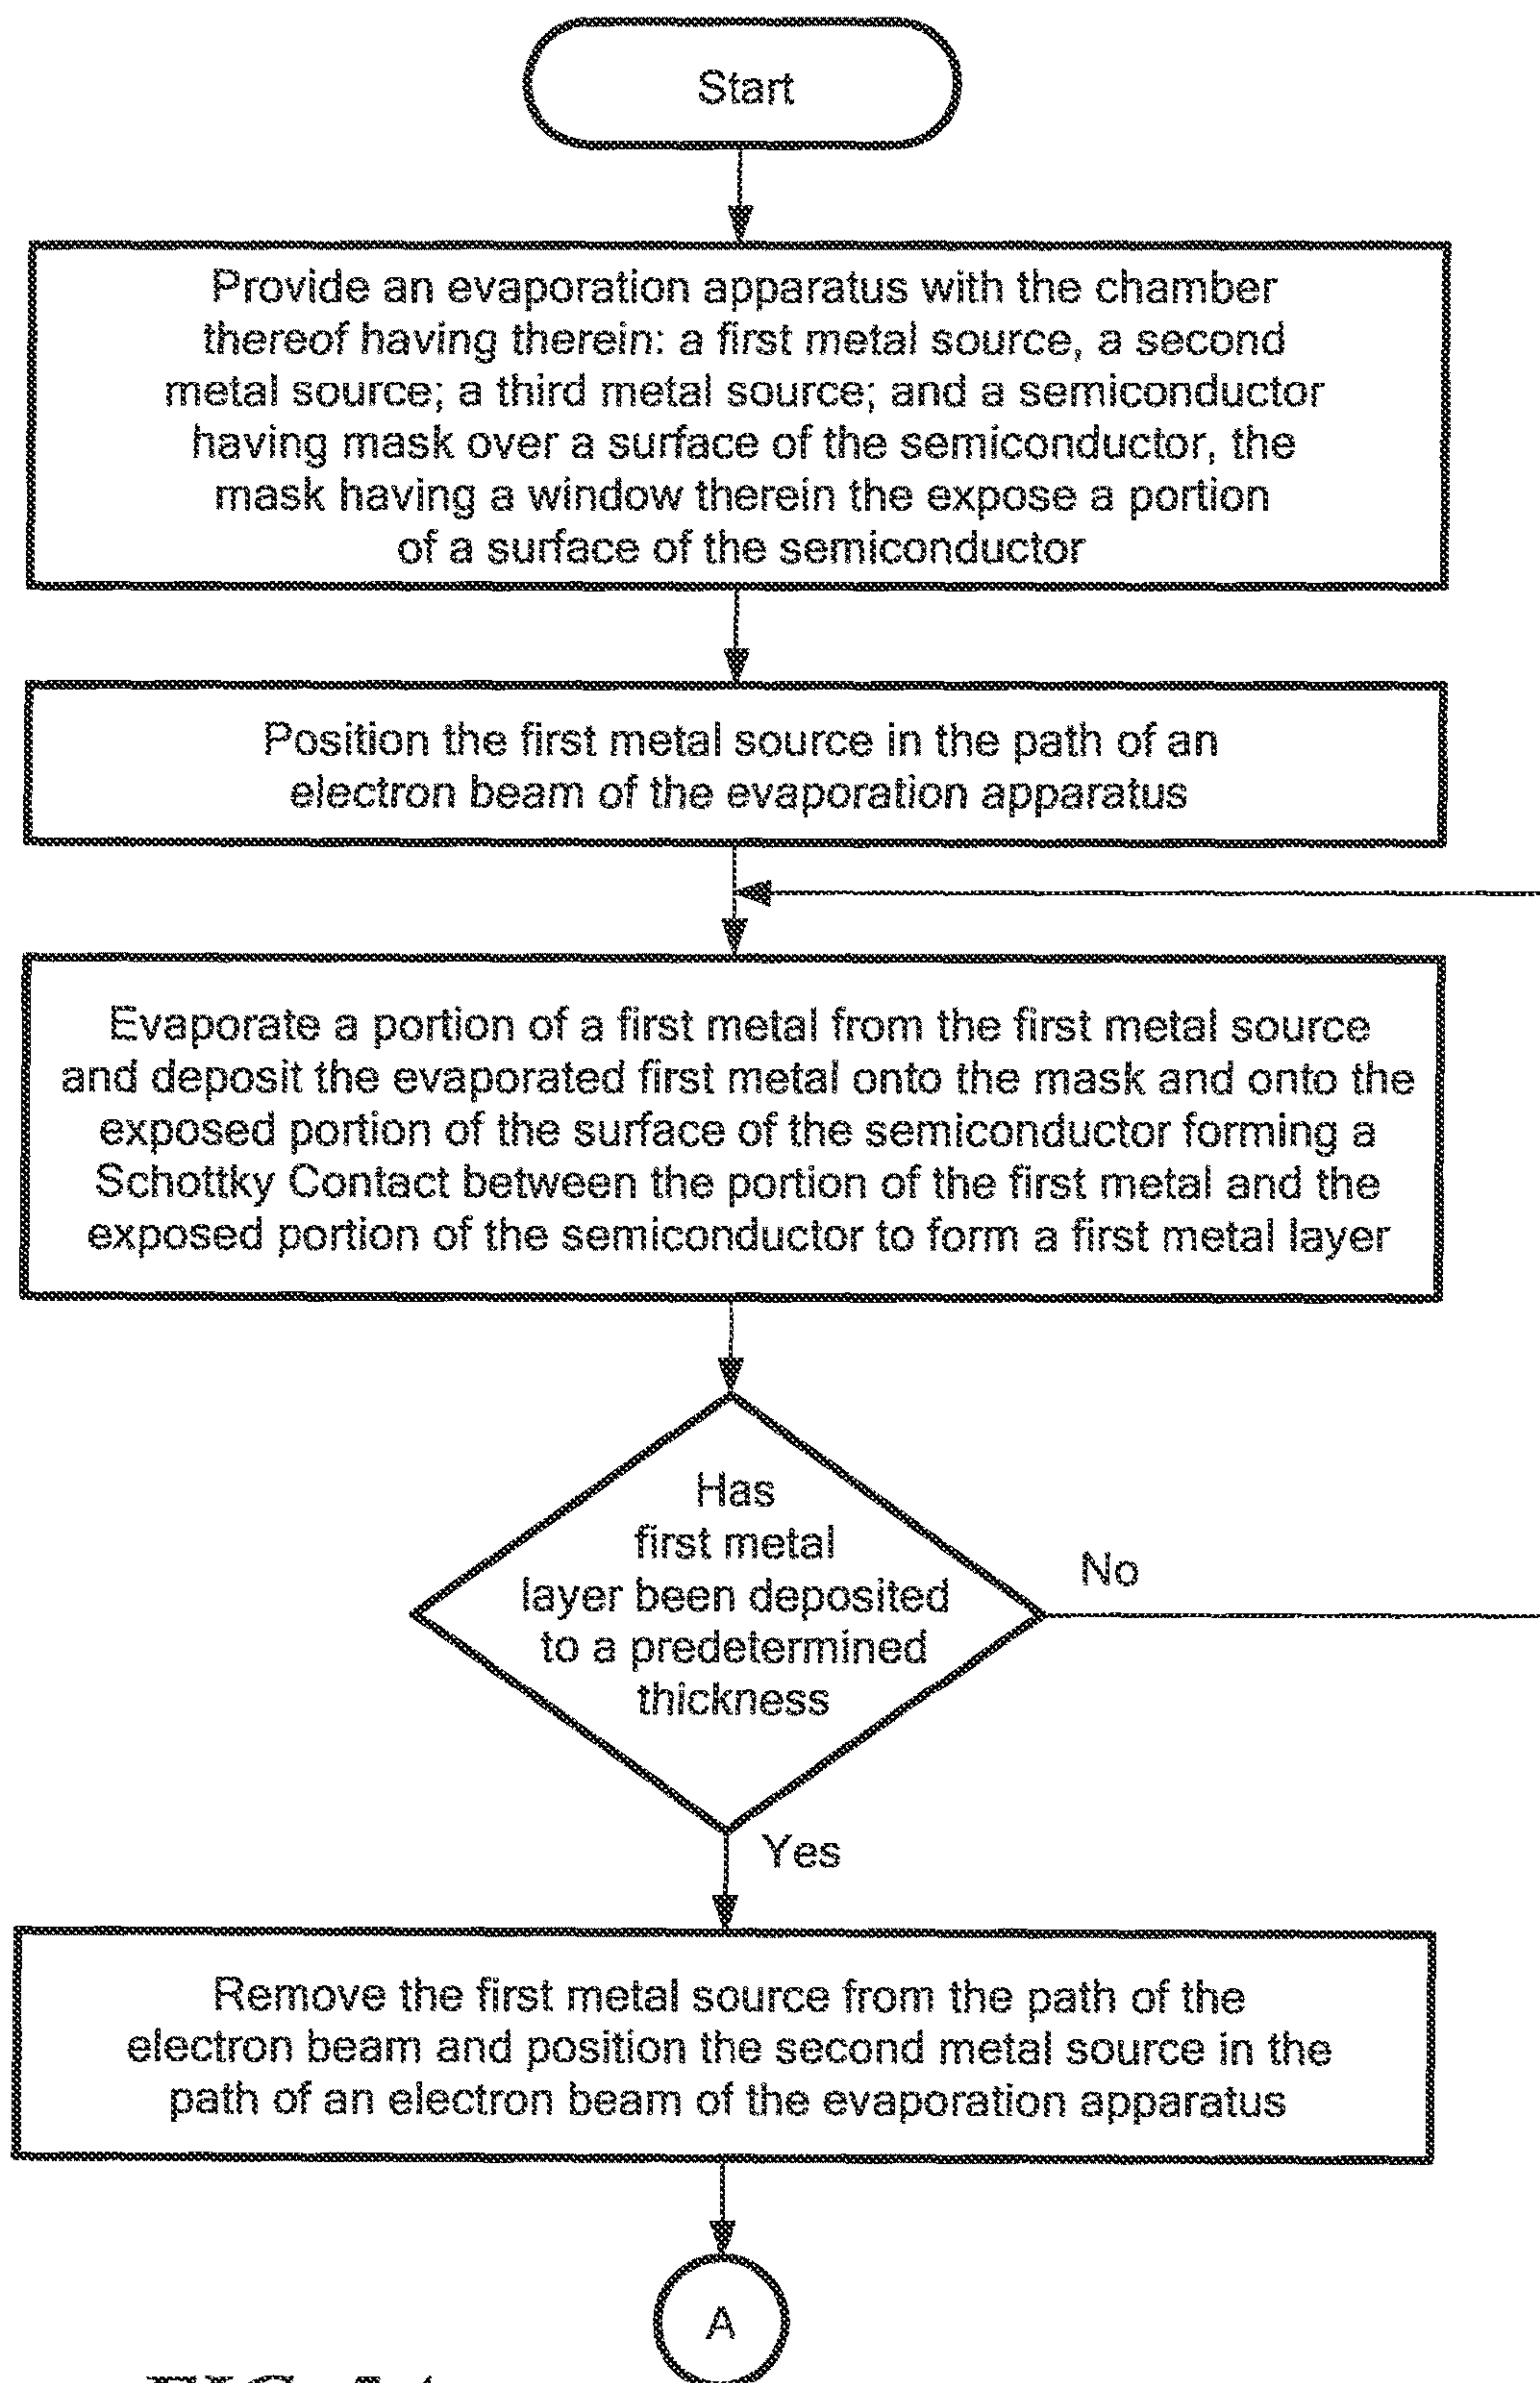 Start
Provide an evaporation apparatus with the chamber
thereof having therein: a first metal source, a second
metal source; a third metal source; and a semiconductor
having mask over a surface of the semiconductor, the
mask having a window therein the expose a portion
of a surface of the semiconductor
Position the first metal source in the path of an
electron beam of the evaporation apparatus
Evaporate a portion of a first metal from the first metal source
and deposit the evaporated first metal onto the mask and onto the
exposed portion of the surface of the semiconductor forming a
Schottky Contact between the portion of the first metal and the
exposed portion of the semiconductor to form a first metal layer
Has
first metal
layer been deposited
to a predetermined
thickness
No
Yes
Remove the first metal source from the path of the
electron beam and position the second metal source in the
path of an electron beam of the evaporation apparatus
A